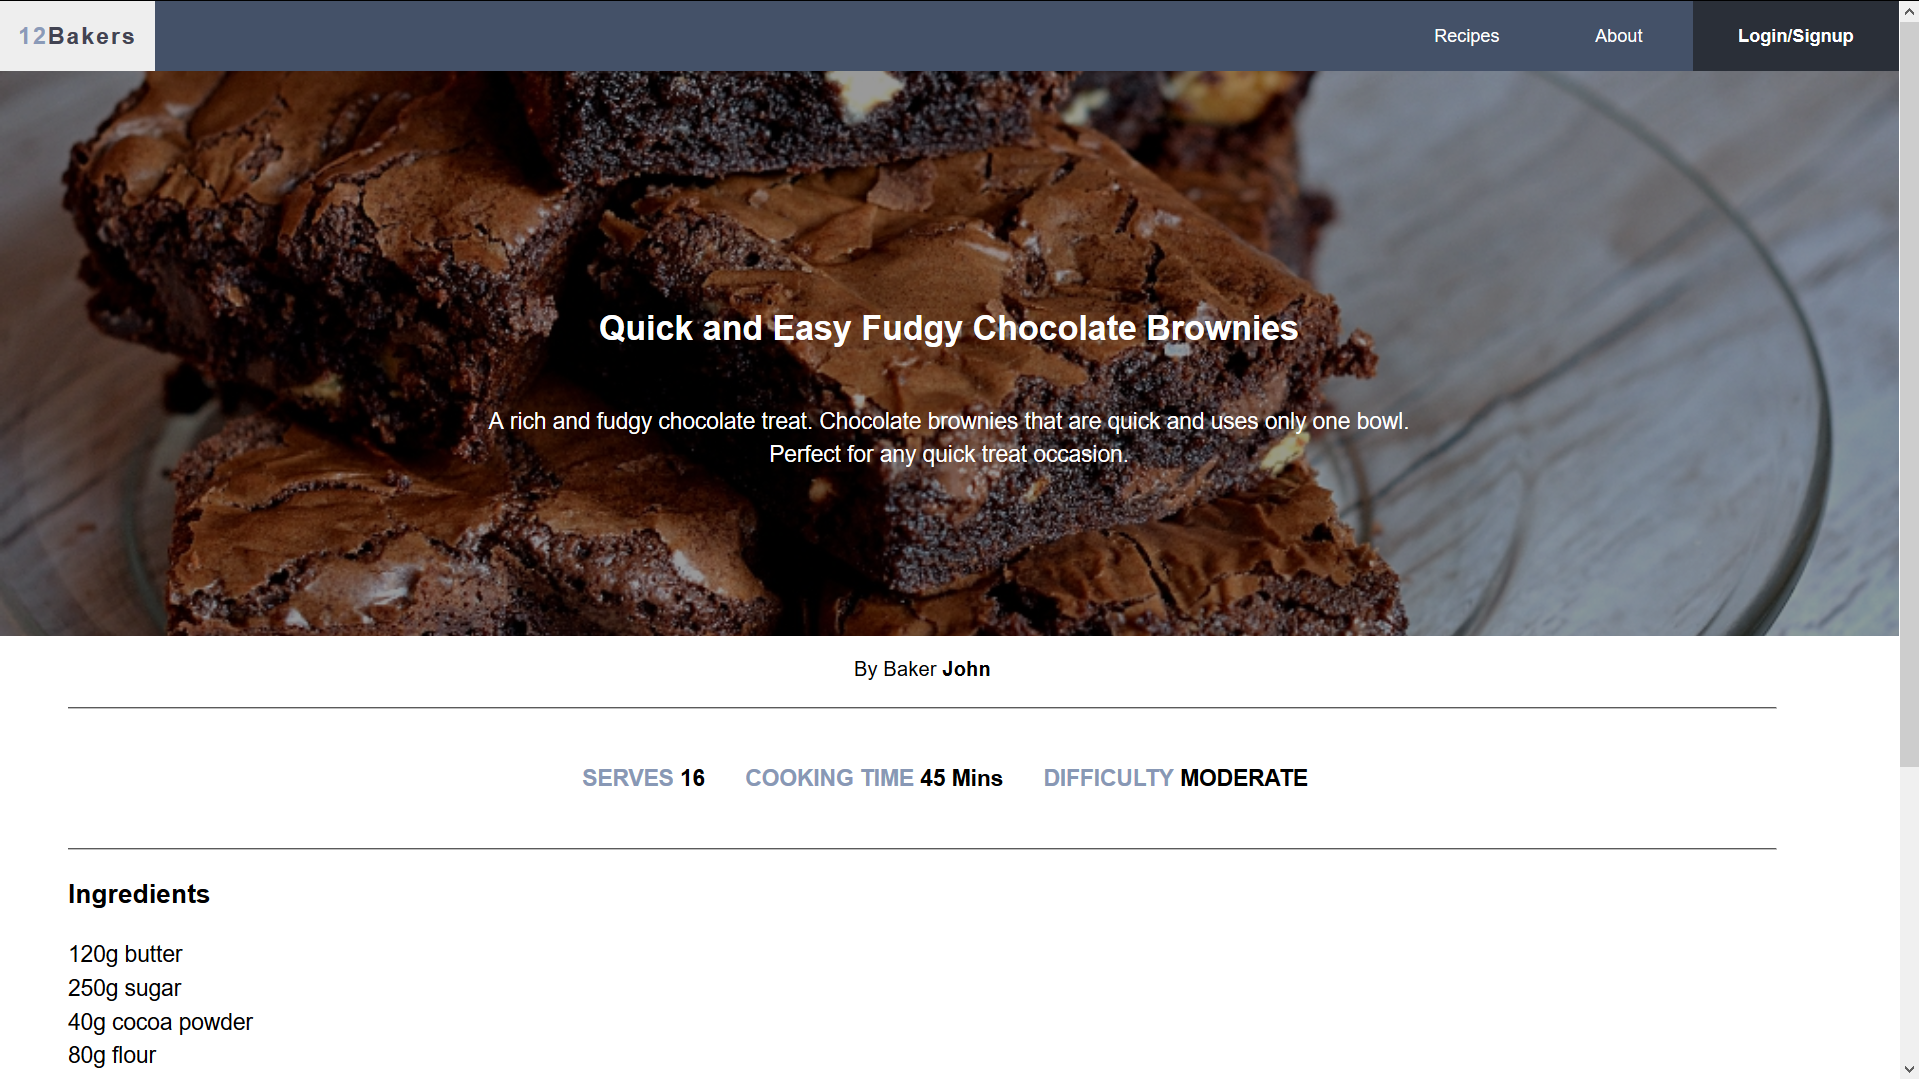 12Bakers
Recipes
About
Login/Signup
Quick and Easy Fudgy Chocolate Brownies
A rich and fudgy chocolate treat. Chocolate brownies that are quick and uses only one bowl.
Perfect for any quick treat occasion.
By Baker John
SERVES 16
COOKING TIME 45 Mins
DIFFICULTY MODERATE
Ingredients
120g butter
250g sugar
40g cocoa powder
80g flour